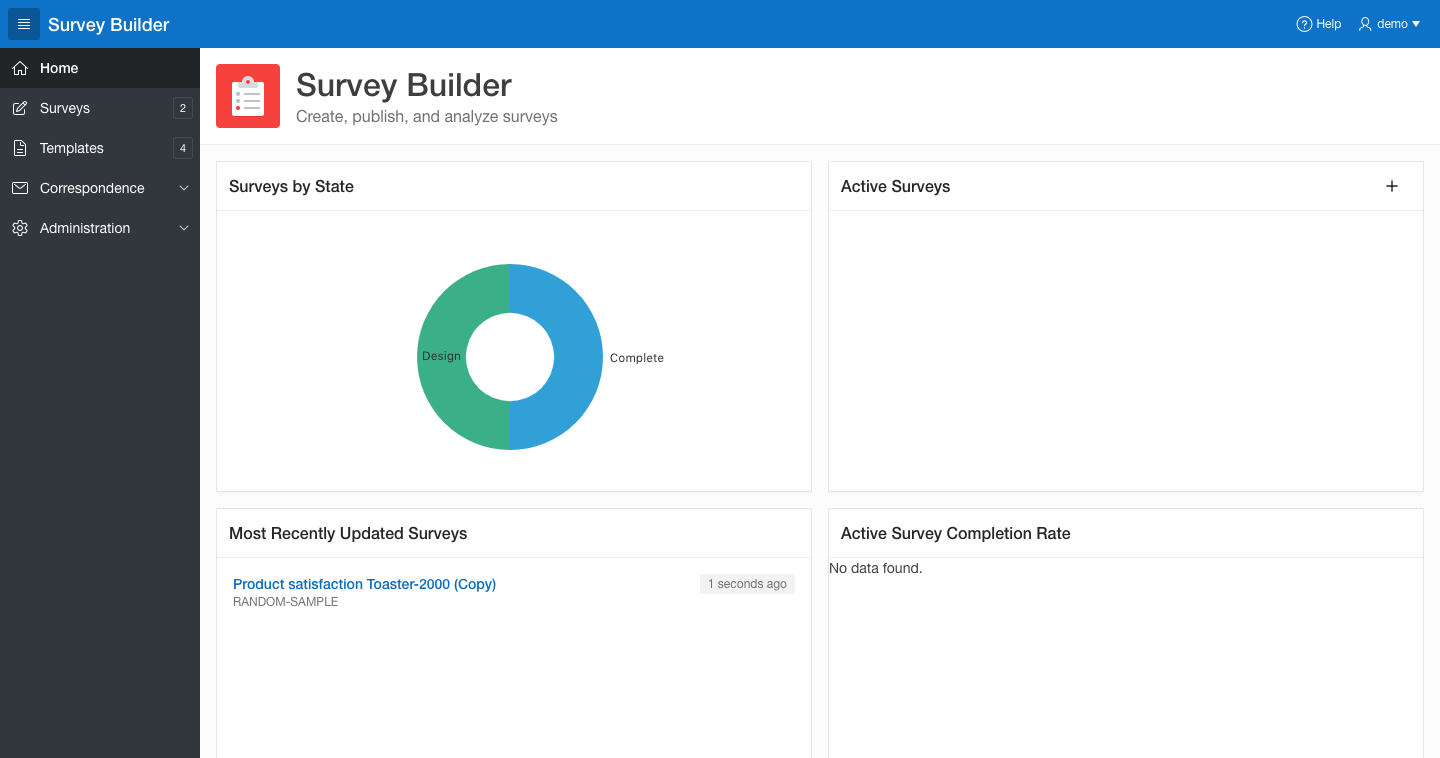 Survey Builder
Help
demo
Home
Surveys
2
Templates
4
Correspondence
Administration
Survey Builder
Create, publish, and analyze surveys
Surveys by State
Design
Complete
Active Surveys
Most Recently Updated Surveys
Product satisfaction Toaster-2000 (Copy)
1 seconds ago
RANDOM-SAMPLE
Active Survey Completion Rate
No data found.